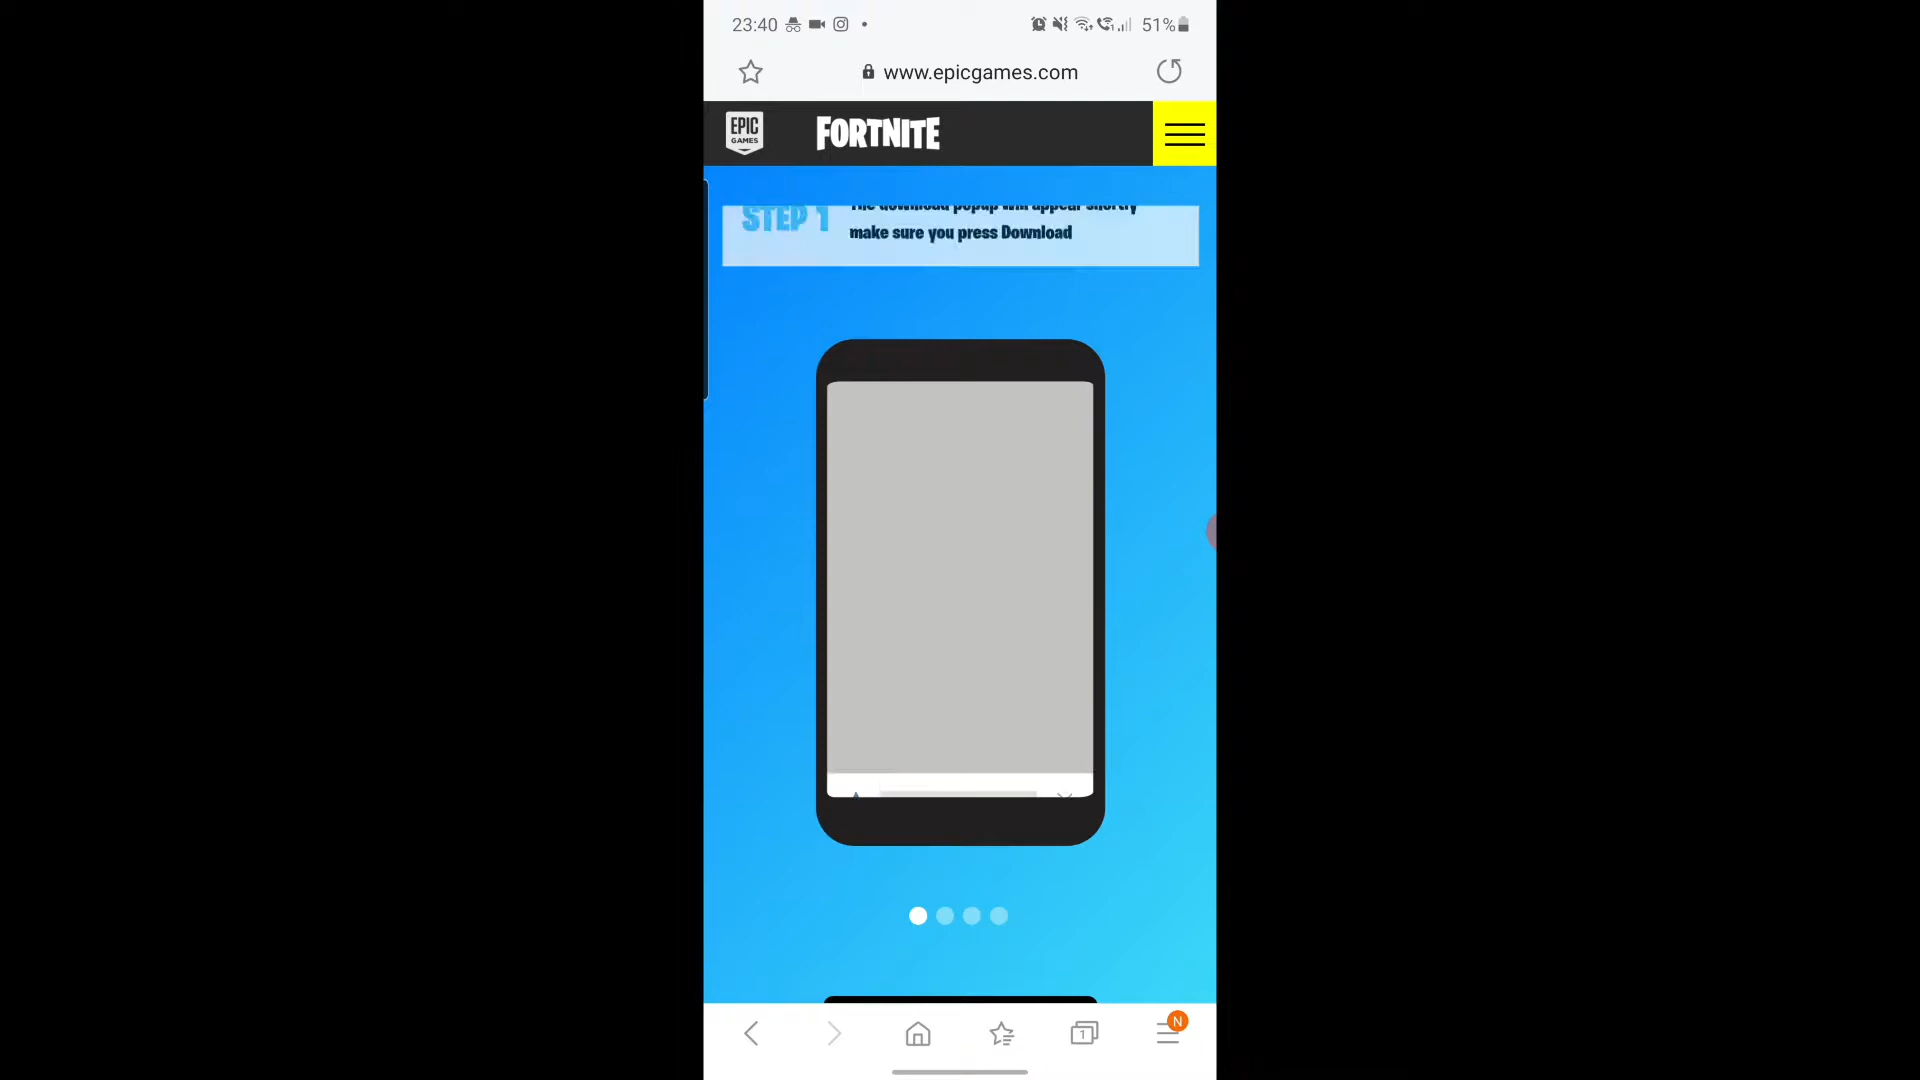 23:40
51%
www.epicgames.com
EPIC
GAMES
FORTNITE
STEP 1
The download popup will appear shortly
make sure you press Download
1
N